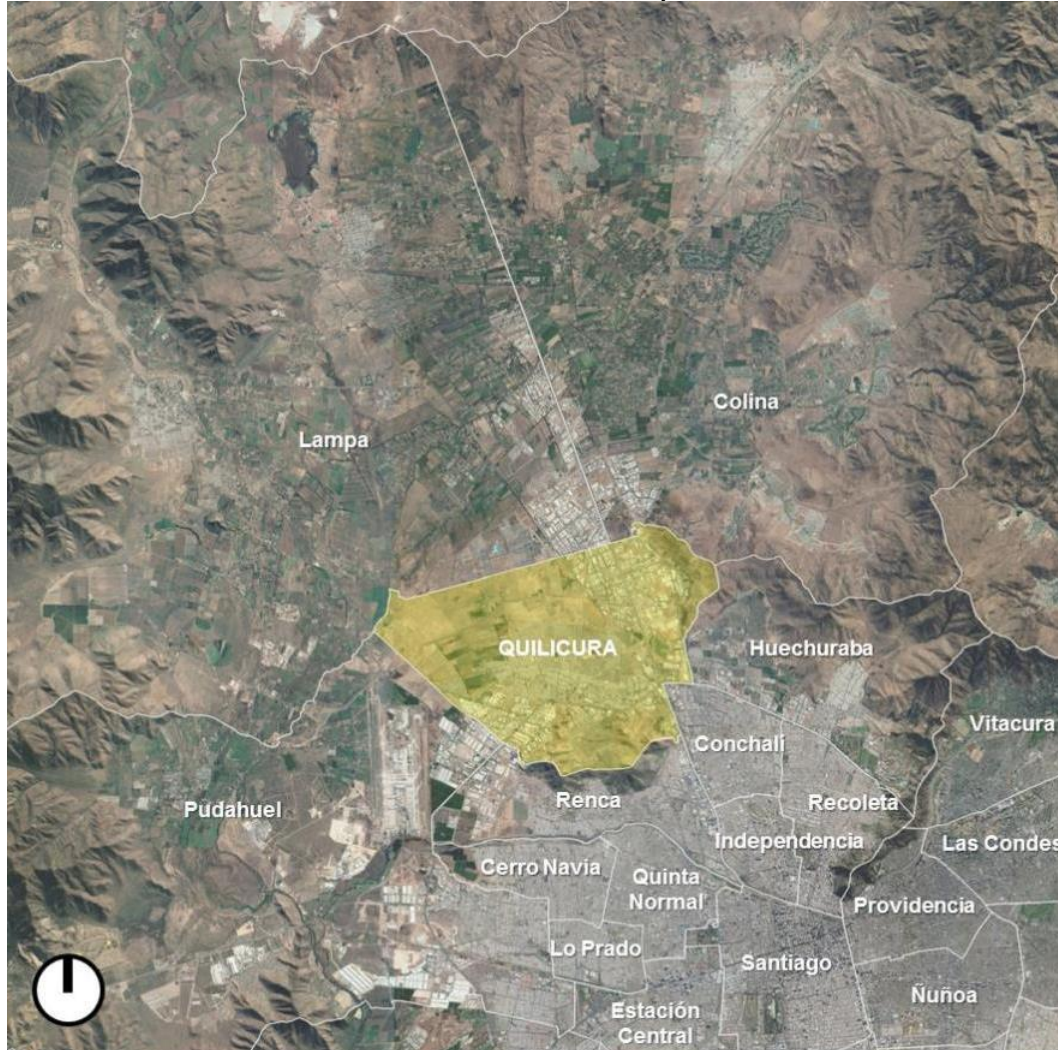 Colina
Lampa
QUILICURA
Huechuraba
Vitacura
Conchalí
Renca
Recoleta
Pudahuel
Independencia
Las Condes
Cerro Navia
Quinta
Normal
Providencia
Lo Prado
Santiago
Ñuñoa
Estación
Central